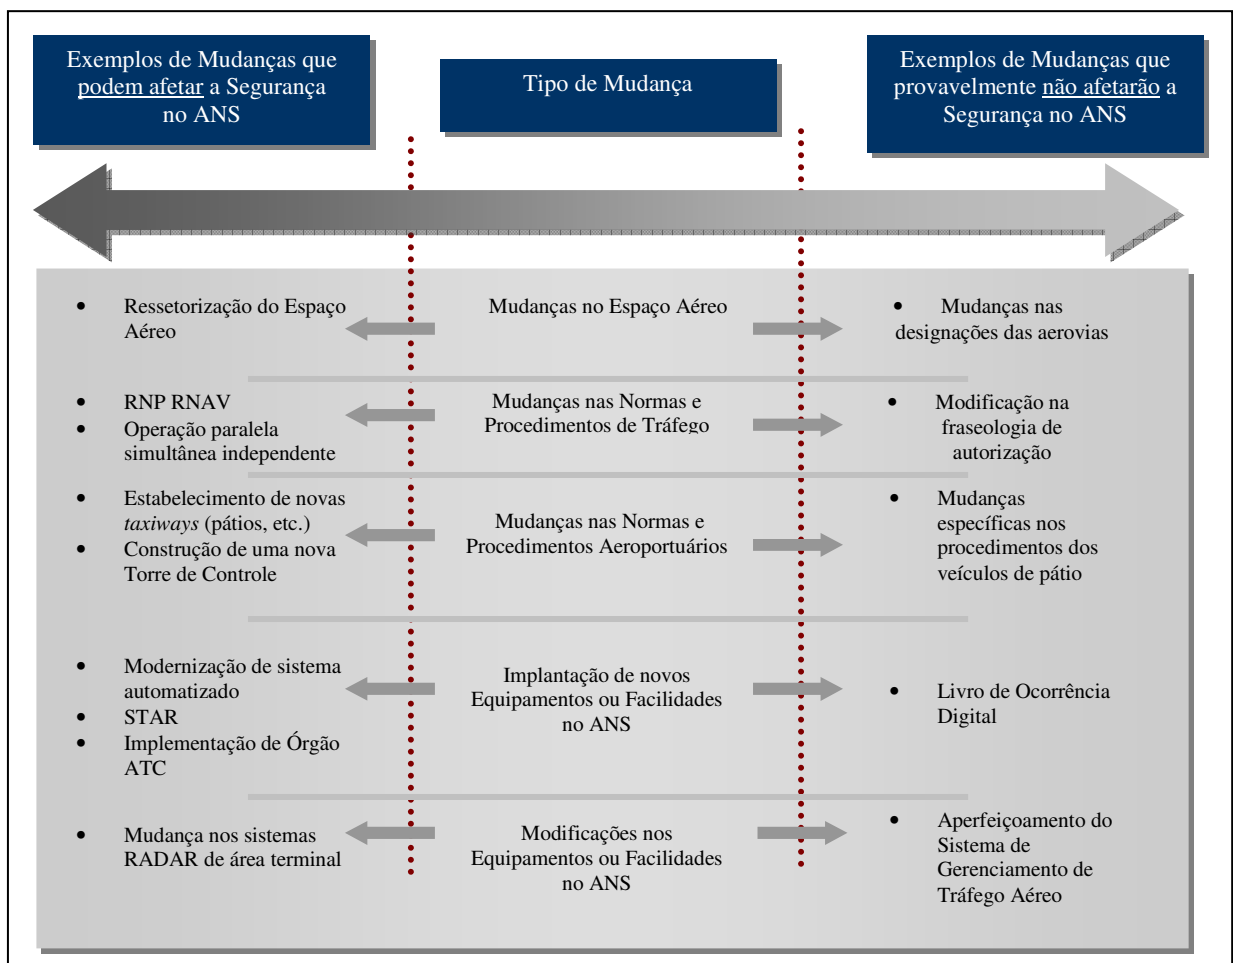 Exemplos de Mudanças que
podem afetar a Segurança
no ANS
Tipo de Mudança
Exemplos de Mudanças que
provavelmente não afetarão a
Segurança no ANS
• Ressetorização do Espaço
Aéreo
Mudanças no Espaço Aéreo
• Mudanças nas
designações das aerovias
• RNP RNAV
• Operação paralela
simultânea independente
Mudanças nas Normas e
Procedimentos de Tráfego
• Modificação na
fraseologia de
autorização
• Estabelecimento de novas
taxiways (pátios, etc.)
• Construção de uma nova
Torre de Controle
Mudanças nas Normas e
Procedimentos Aeroportuários
• Mudanças
específicas nos
procedimentos dos
veículos de pátio
• Modernização de sistema
automatizado
• STAR
• Implementação de Órgão
ATC
Implantação de novos
Equipamentos ou Facilidades
no ANS
• Livro de Ocorrência
Digital
• Mudança nos sistemas
RADAR de área terminal
Modificações nos
Equipamentos ou Facilidades
no ANS
• Aperfeiçoamento do
Sistema de
Gerenciamento de
Tráfego Aéreo